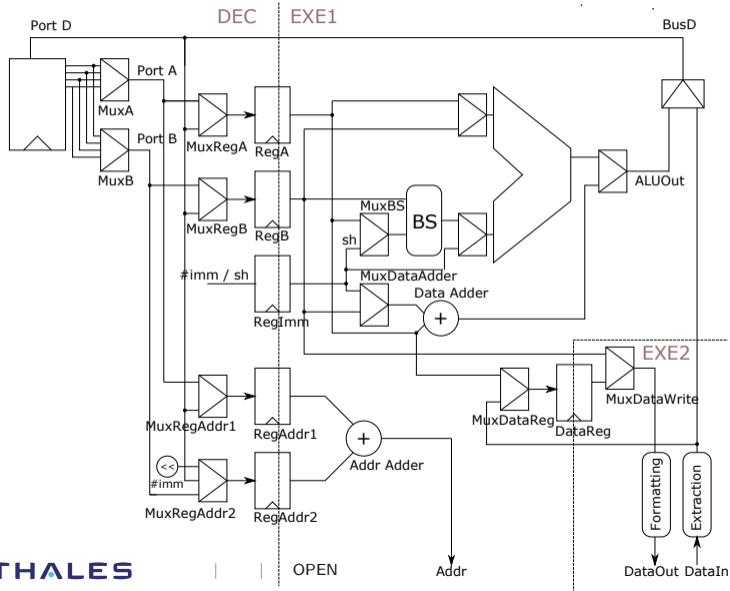 DEC EXE1
Port D
BusD
Port A
MuxA
Port B
MuxRegA
RegA
MuxB
ALUOut
MuxRegB
RegB
MuxBS
BS
sh
#imm / sh
MuxDataAdder
Data Adder
+
RegImm
EXE2
MuxDataWrite
MuxDataReg
DataReg
MuxRegAddr1
RegAddr1
+
Addr Adder
<<
#imm
MuxRegAddr2
RegAddr2
Formatting
Extraction
THALES
| | OPEN
Addr
DataOut DataIn